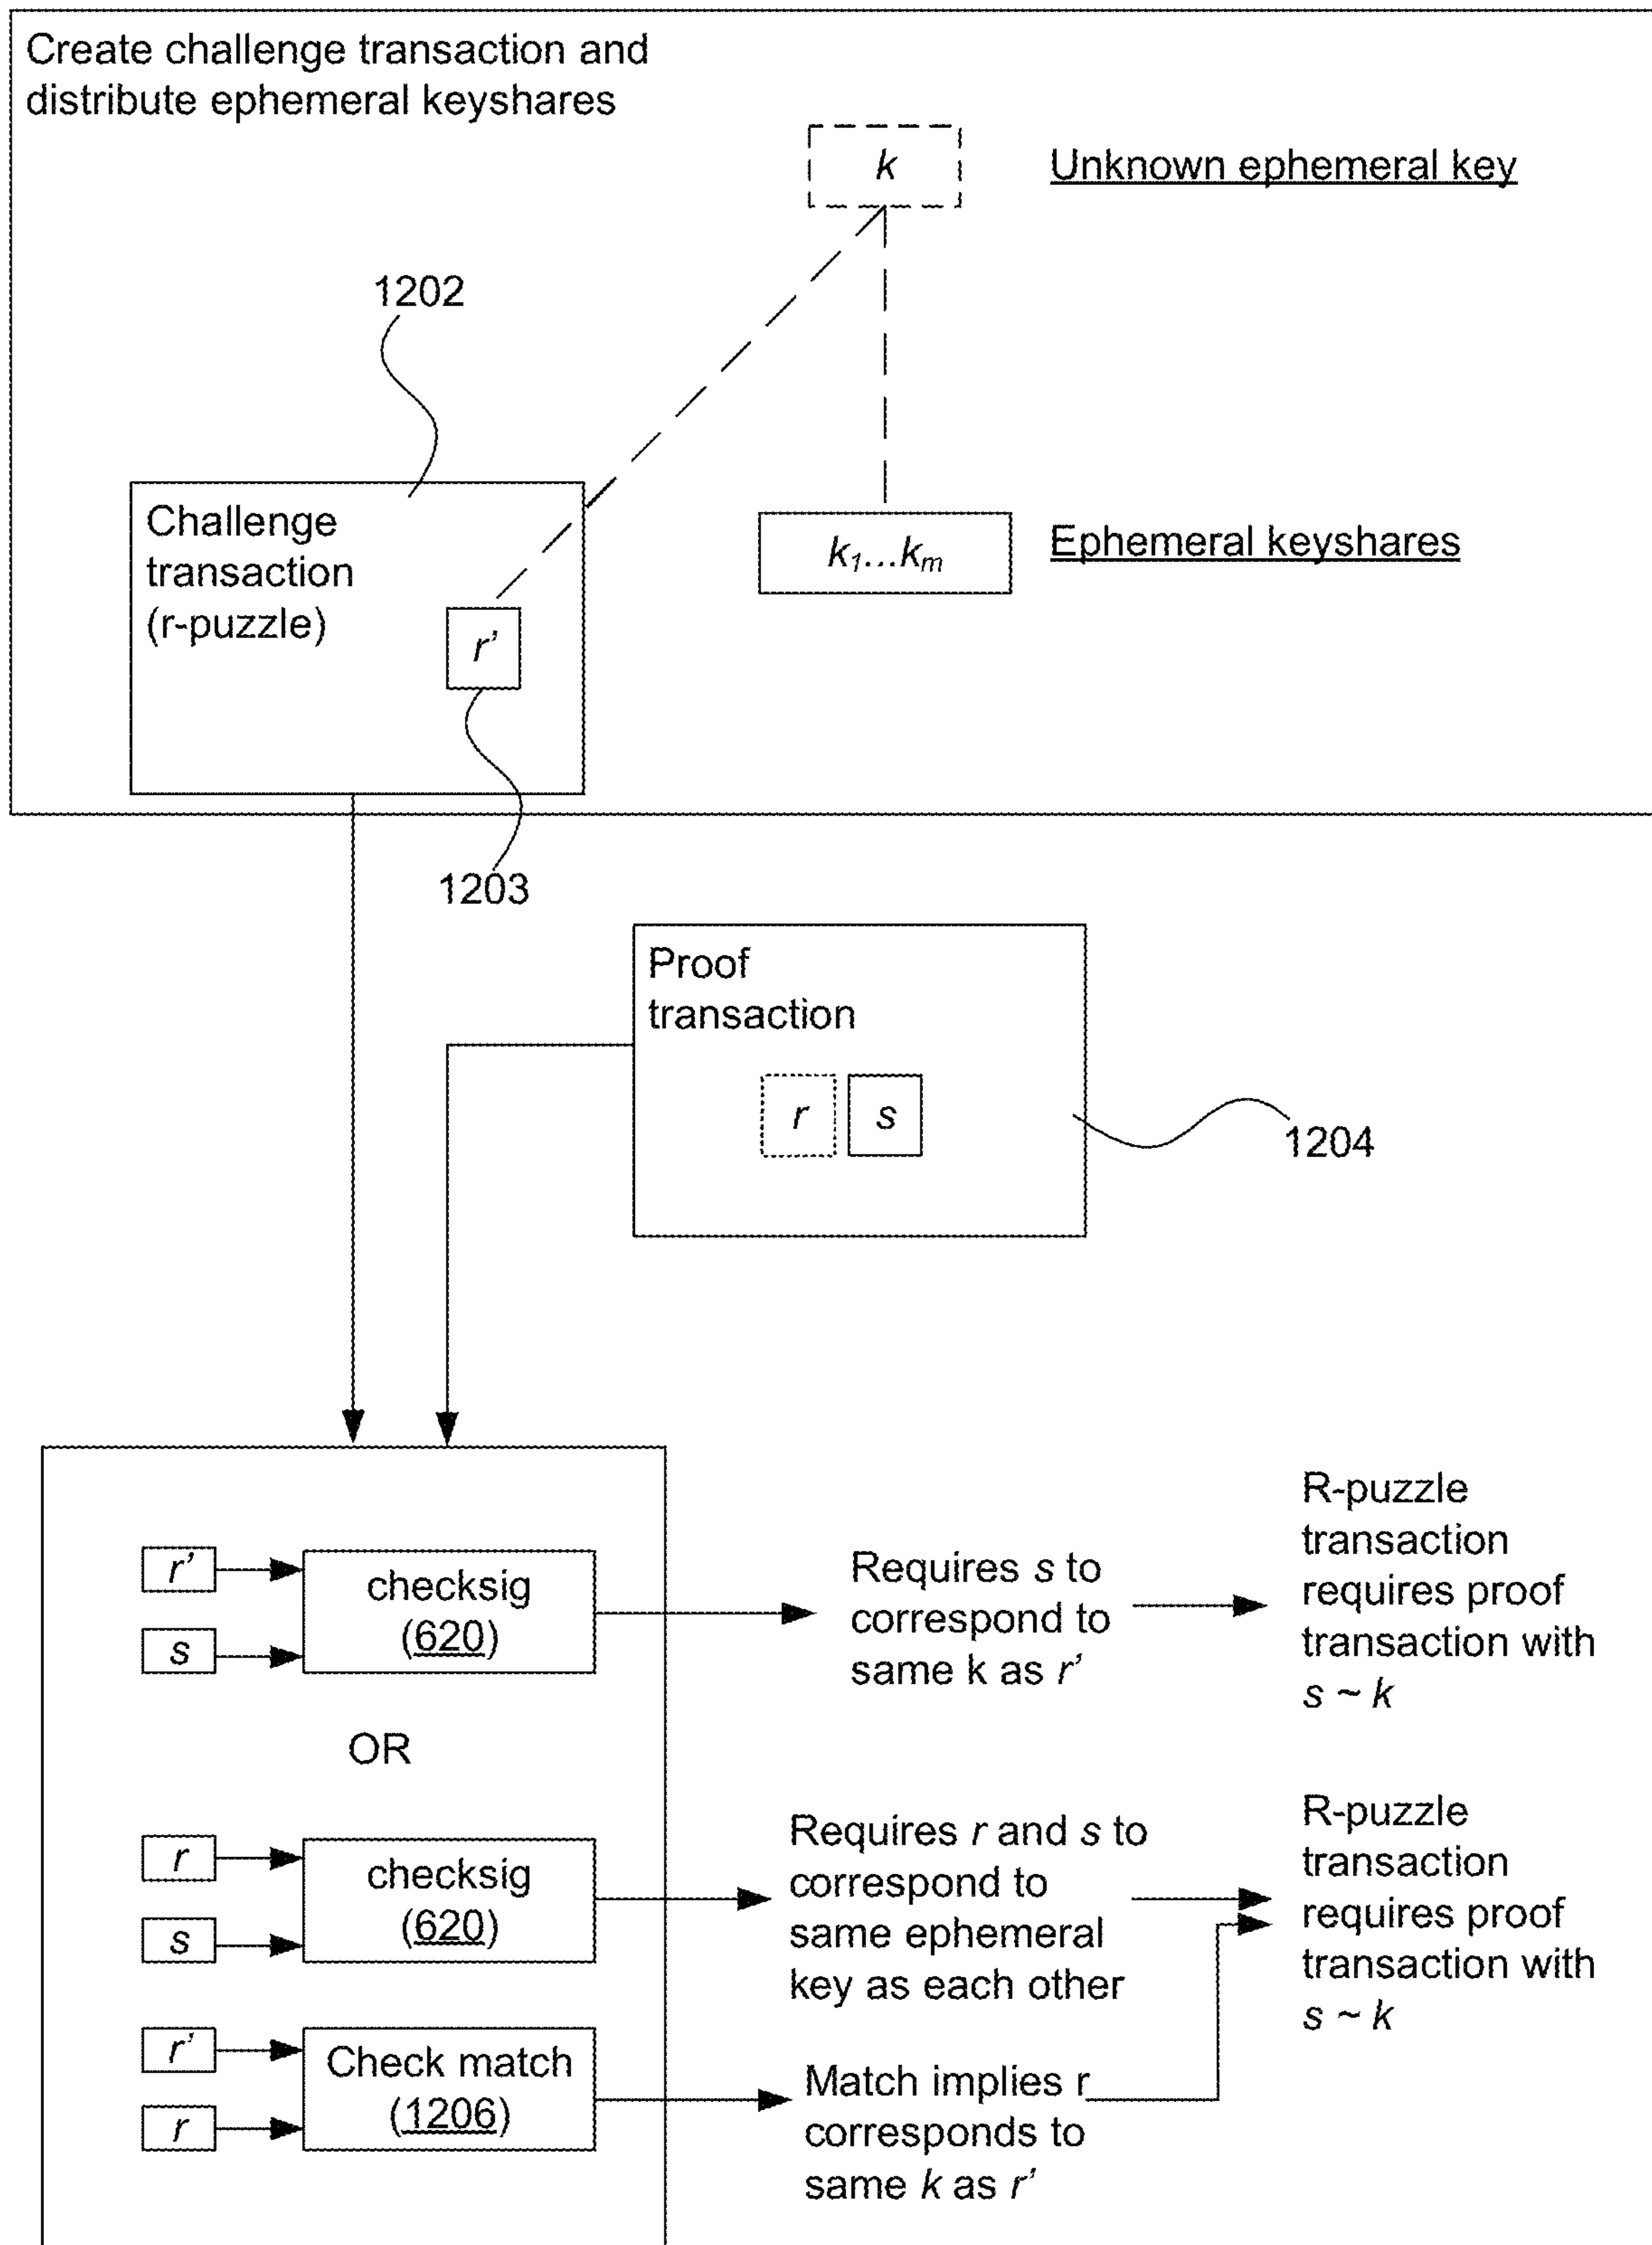 Create challenge transaction and
distribute ephemeral keyshares
k
Unknown ephemeral key
1202
Challenge
transaction
(r-puzzle)
r’
k1...km
Ephemeral keyshares
1203
Proof
transaction
r
s
1204
r’
s
checksig
(620)
Requires s to
correspond to
same k as r’
R-puzzle
transaction
requires proof
transaction with
s ~ k
OR
r
s
checksig
(620)
Requires r and s to
correspond to
same ephemeral
key as each other
R-puzzle
transaction
requires proof
transaction with
s ~ k
r’
r
Check match
(1206)
Match implies r
corresponds to
same k as r’